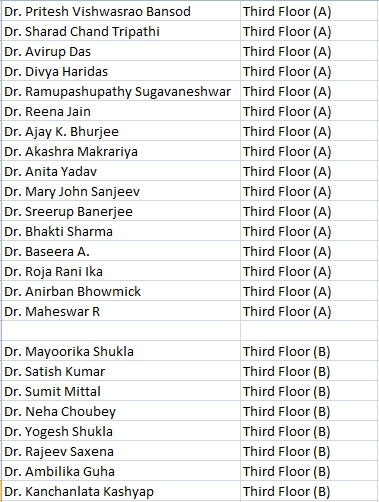 Dr. Pritesh Vishwasrao Bansod Third Floor (A)
Dr. Sharad Chand Tripathi Third Floor (A)
Dr. Avirup Das Third Floor (A)
Dr. Divya Haridas Third Floor (A)
Dr. Ramupashupathy Sugavaneshwar Third Floor (A)
Dr. Reena Jain Third Floor (A)
Dr. Ajay K. Bhurjee Third Floor (A)
Dr. Akashra Makrariya Third Floor (A)
Dr. Anita Yadav Third Floor (A)
Dr. Mary John Sanjeev Third Floor (A)
Dr. Sreerup Banerjee Third Floor (A)
Dr. Bhakti Sharma Third Floor (A)
Dr. Baseera A. Third Floor (A)
Dr. Roja Rani Ika Third Floor (A)
Dr. Anirban Bhowmick Third Floor (A)
Dr. Maheswar R Third Floor (A)
Dr. Mayoorika Shukla Third Floor (B)
Dr. Satish Kumar Third Floor (B)
Dr. Sumit Mittal Third Floor (B)
Dr. Neha Choubey Third Floor (B)
Dr. Yogesh Shukla Third Floor (B)
Dr. Rajeev Saxena Third Floor (B)
Dr. Ambilika Guha Third Floor (B)
Dr. Kanchanlata Kashyap Third Floor (B)